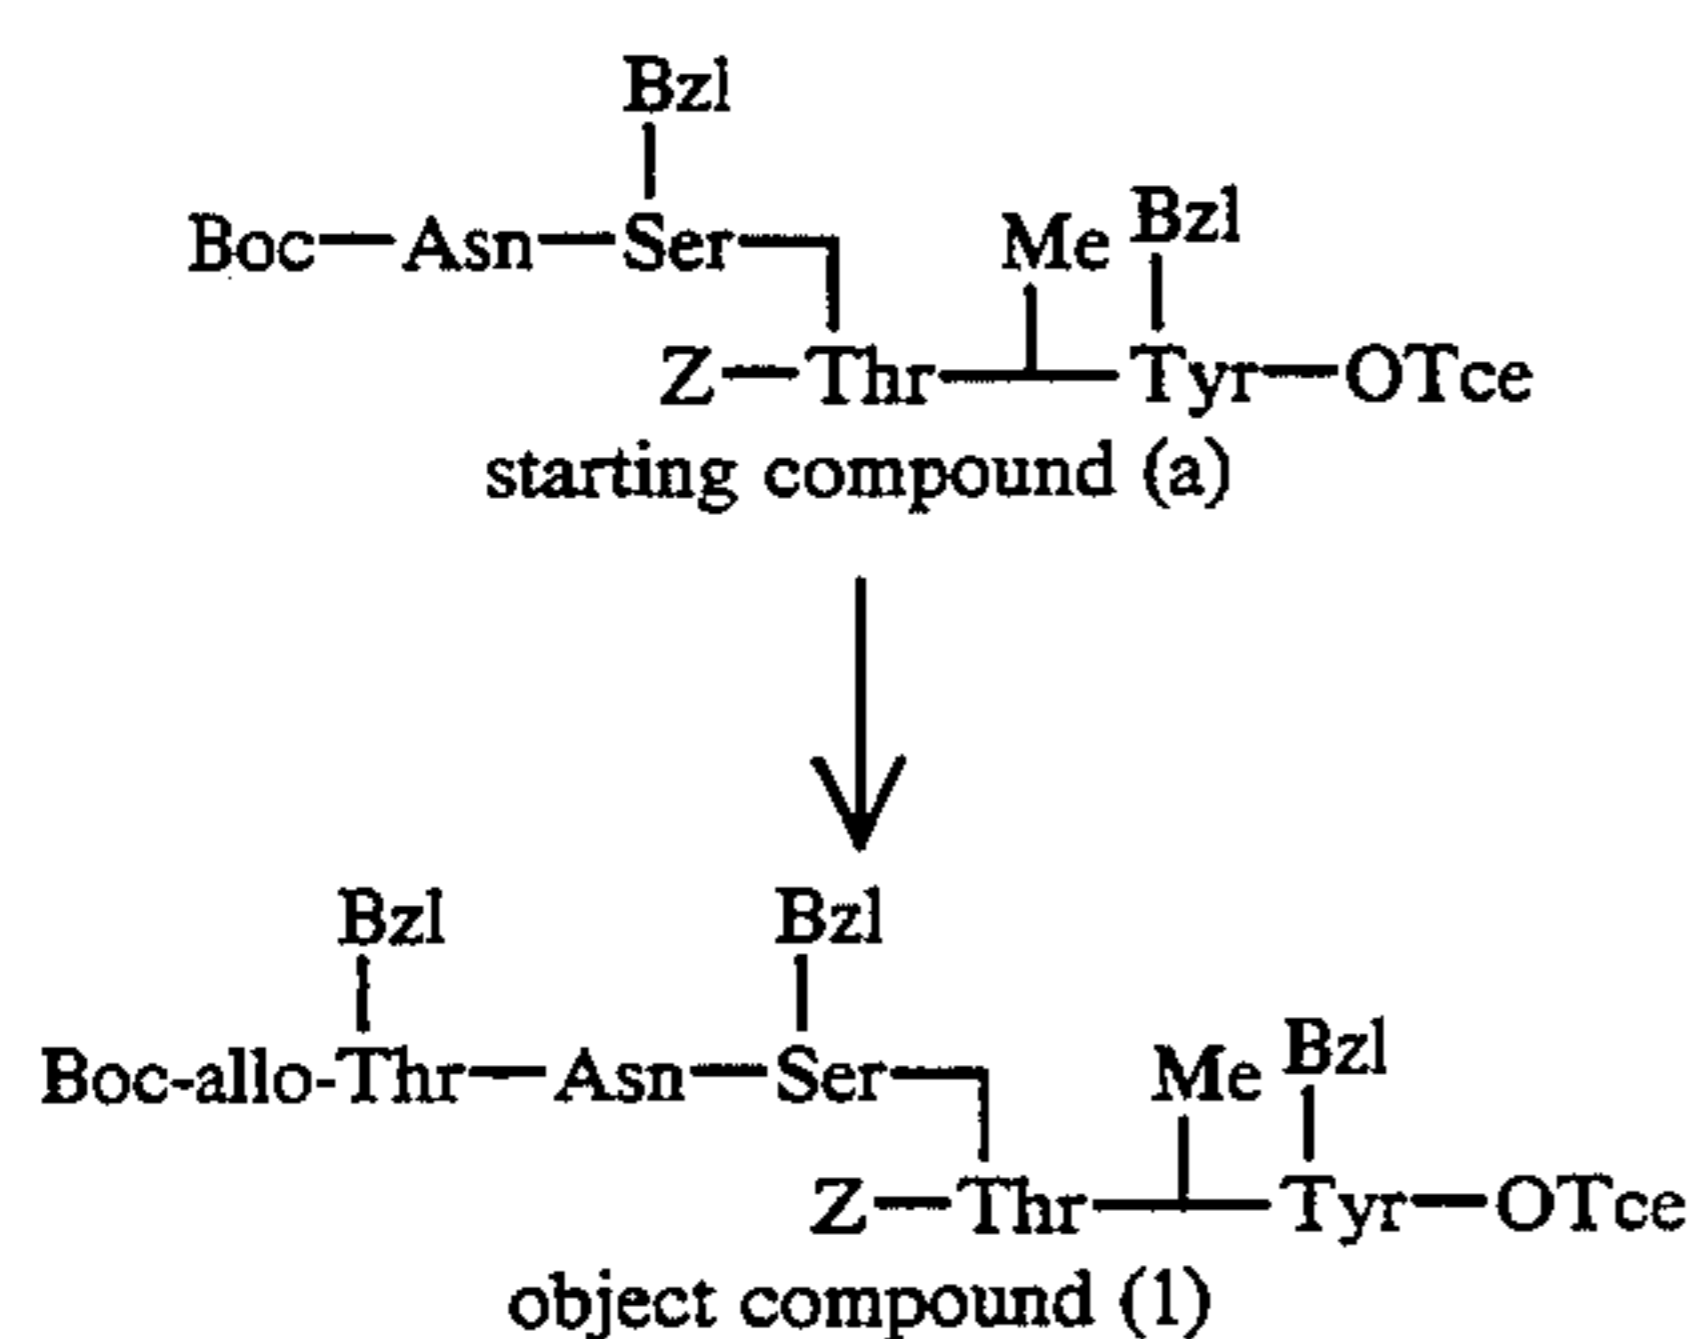 Bzl
Boc—Asn—Ser
Me Bzl
Z—Thr Tyr—OTce
starting compound (a)
Bzl Bzl
Boc-allo-Thr—Asn—Ser
Me Bzl
Z—Thr Tyr—OTce
object compound (1)